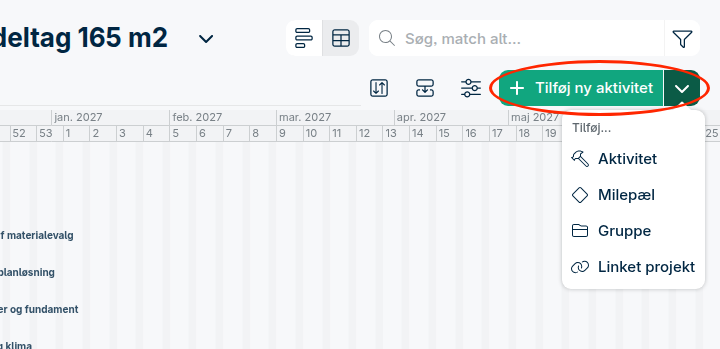 deltag 165 m2
Søg, match alt...
Tilføj ny aktivitet
jan. 2027 feb. 2027 mar. 2027 apr. 2027 maj 2027
52 53 1 2 3 4 5 6 7 8 9 10 11 12 13 14 15 16 17 18 19 25
Tilføj...
Aktivitet
Milepæl
Gruppe
Linket projekt
f materialevalg
planløsning
er og fundament
g klima